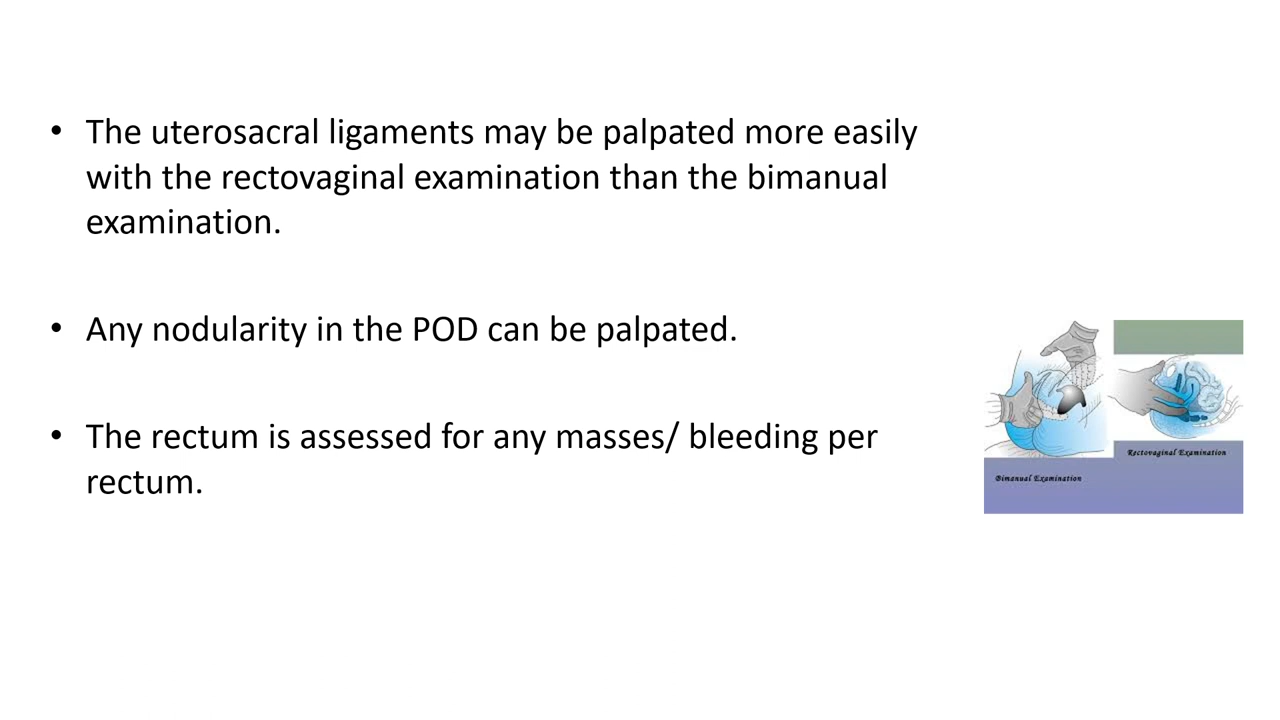 • The uterosacral ligaments may be palpated more easily
with the rectovaginal examination than the bimanual
examination.
• Any nodularity in the POD can be palpated.
• The rectum is assessed for any masses/ bleeding per
rectum.
Rectovaginal Examination
Bimanual Examination